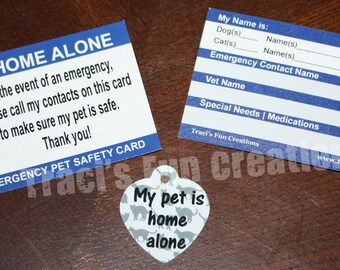 HOME ALONE
the event of an emergency,
se call my contacts on this card
to make sure my pet is safe.
Thank you!
ERGENCY PET SAFETY CARD
My Name is:
Dog(s) Name(s)
Cat(s) Name(s)
Emergency Contact Name
Vet Name
Special Needs | Medications
Traci's Fun Creations
Traci's Fun Creations
My pet is
home
alone